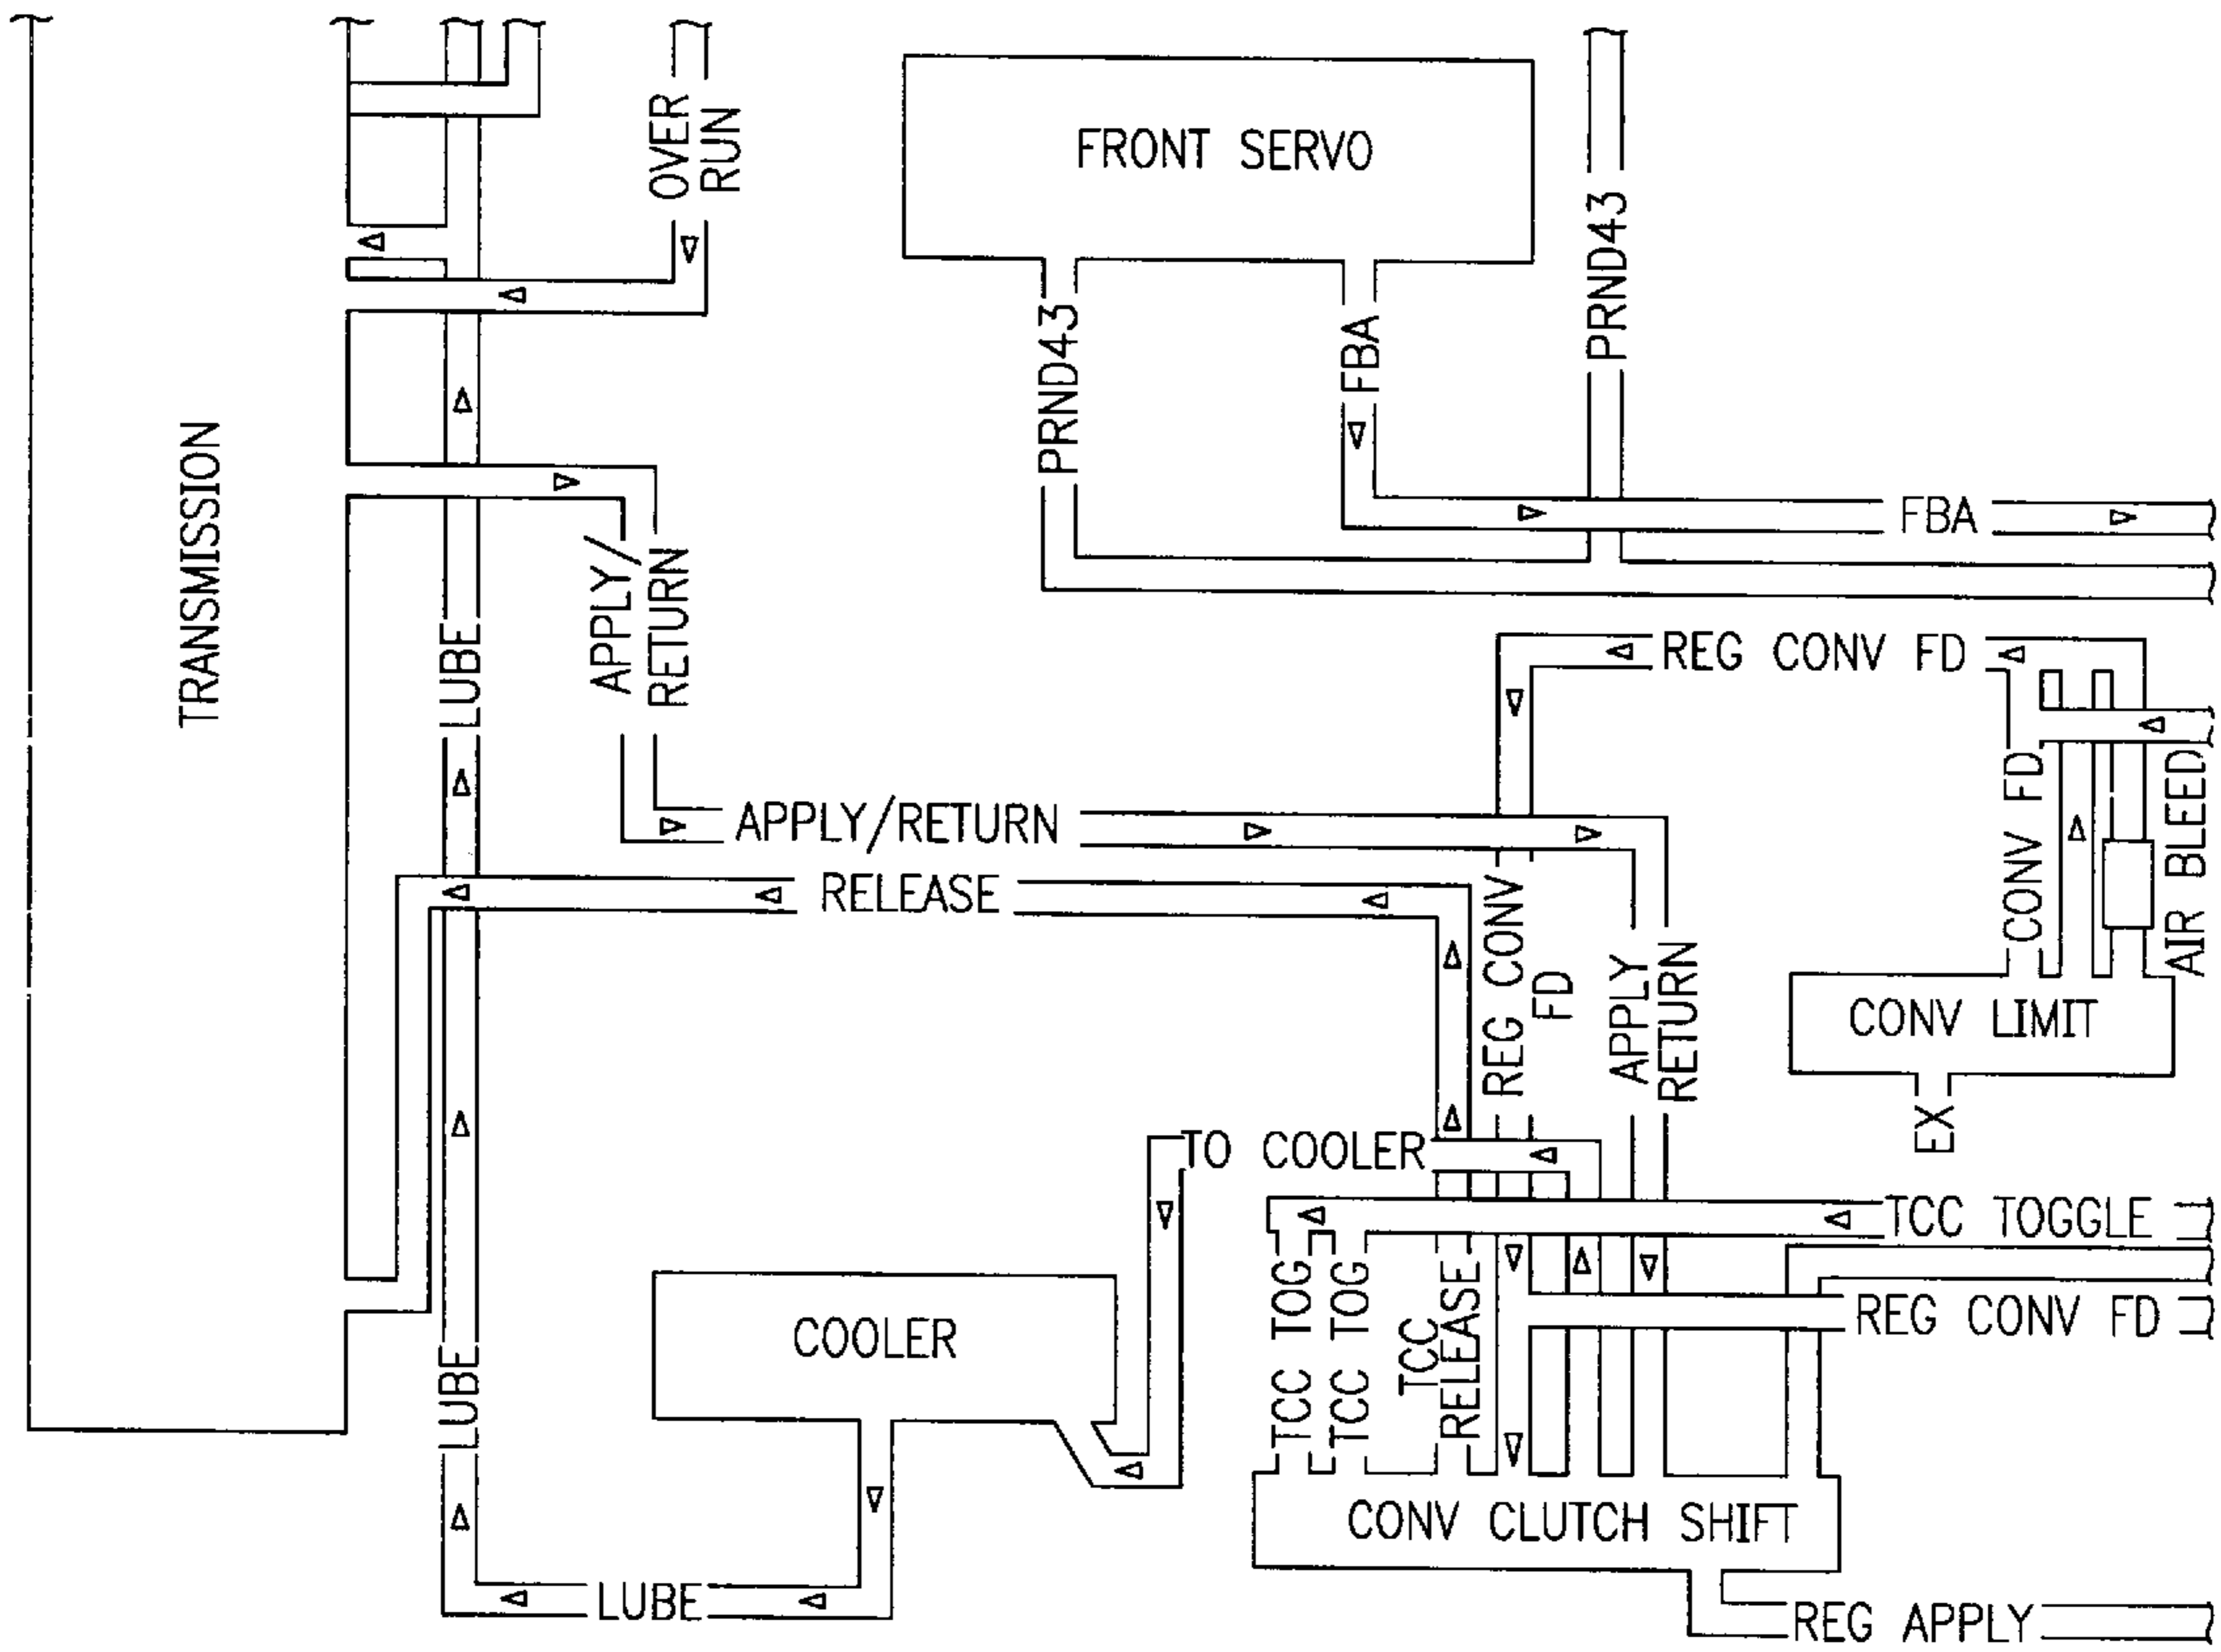 OVER
RUN
FRONT SERVO
PRND43
PRND43
FBA
FBA
TRANSMISSION
LUBE
APPLY/
RETURN
REG CONV FD
CONV FD
AIR BLEED
APPLY/RETURN
RELEASE
REG CONV
FD
APPLY
RETURN
CONV LIMIT
EX
TO COOLER
TCC TOGGLE
REG CONV FD
COOLER
LUBE
TCC TOG
TCC TOG
TCC
RELEASE
CONV CLUTCH SHIFT
LUBE
REG APPLY